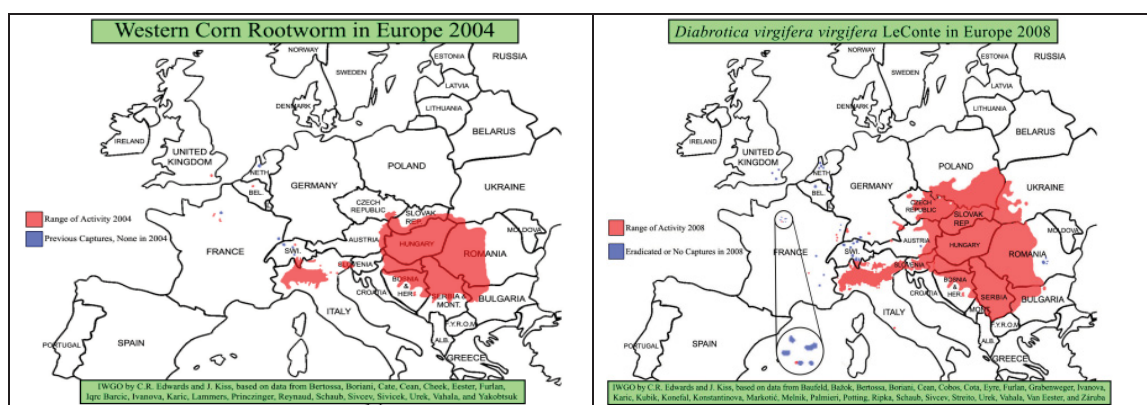 Western Corn Rootworm in Europe 2004
NORWAY
SWEDEN
ESTONIA
RUSSIA
LATVIA
DENMARK
LITHUANIA
BELARUS
IRELAND
UNITED
KINGDOM
NETH.
POLAND
GERMANY
BEL.
UKRAINE
CZECH
REPUBLIC
SLOVAK
REP.
Range of Activity 2004
Previous Captures, None in 2004
FRANCE
AUSTRIA
SWI.
HUNGARY
MOLDOVA
ROMANIA
SLOVENIA
CROATIA
BOSNIA
&
HER.
SERBIA &
MONT.
BULGARIA
ITALY
F.Y.R.O.M.
ALB.
PORTUGAL
SPAIN
GREECE
IWGO by C.R. Edwards and J. Kiss, based on data from Bertossa, Boriani, Cate, Cean, Cheek, Eester, Furlan,
Igrc Barcic, Ivanova, Karic, Lammers, Princzinger, Reynaud, Schaub, Sivcev, Sivicek, Urek, Vahala, and Yakobtsuk
Diabrotica virgifera virgifera LeConte in Europe 2008
NORWAY
SWEDEN
ESTONIA
RUSSIA
LATVIA
DENMARK
LITHUANIA
BELARUS
IRELAND
UNITED
KINGDOM
NETH.
POLAND
GERMANY
BEL.
UKRAINE
CZECH
REPUBLIC
SLOVAK
REP.
Range of Activity 2008
Eradicated or No Captures in 2008
FRANCE
AUSTRIA
SWI.
HUNGARY
MOLDOVA
ROMANIA
SLOVENIA
CROATIA
BOSNIA
&
HER.
SERBIA
MONT.
BULGARIA
ITALY
F.Y.R.O.M.
ALB.
PORTUGAL
SPAIN
GREECE
IWGO by C.R. Edwards and J. Kiss, based on data from Baufeld, Bažok, Bertossa, Boriani, Cean, Cobos, Cota, Eyre, Furlan, Grabenweger, Ivanova,
Karic, Kubik, Konefal, Konstantinova, Markotić, Melnik, Palmieri, Potting, Ripka, Schaub, Sivcev, Streito, Urek, Vahala, Van Eester, and Záruba